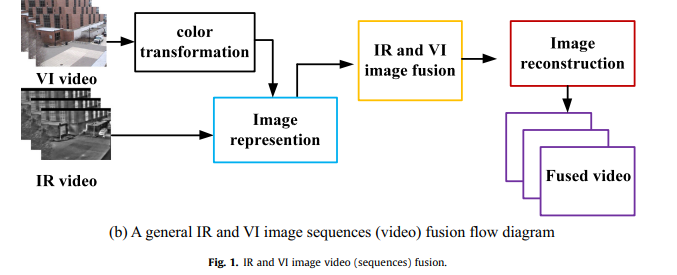 VI video
color
transformation
IR and VI
image fusion
Image
reconstruction
Image
represention
IR video
Fused video
(b) A general IR and VI image sequences (video) fusion flow diagram
Fig. 1. IR and VI image video (sequences) fusion.